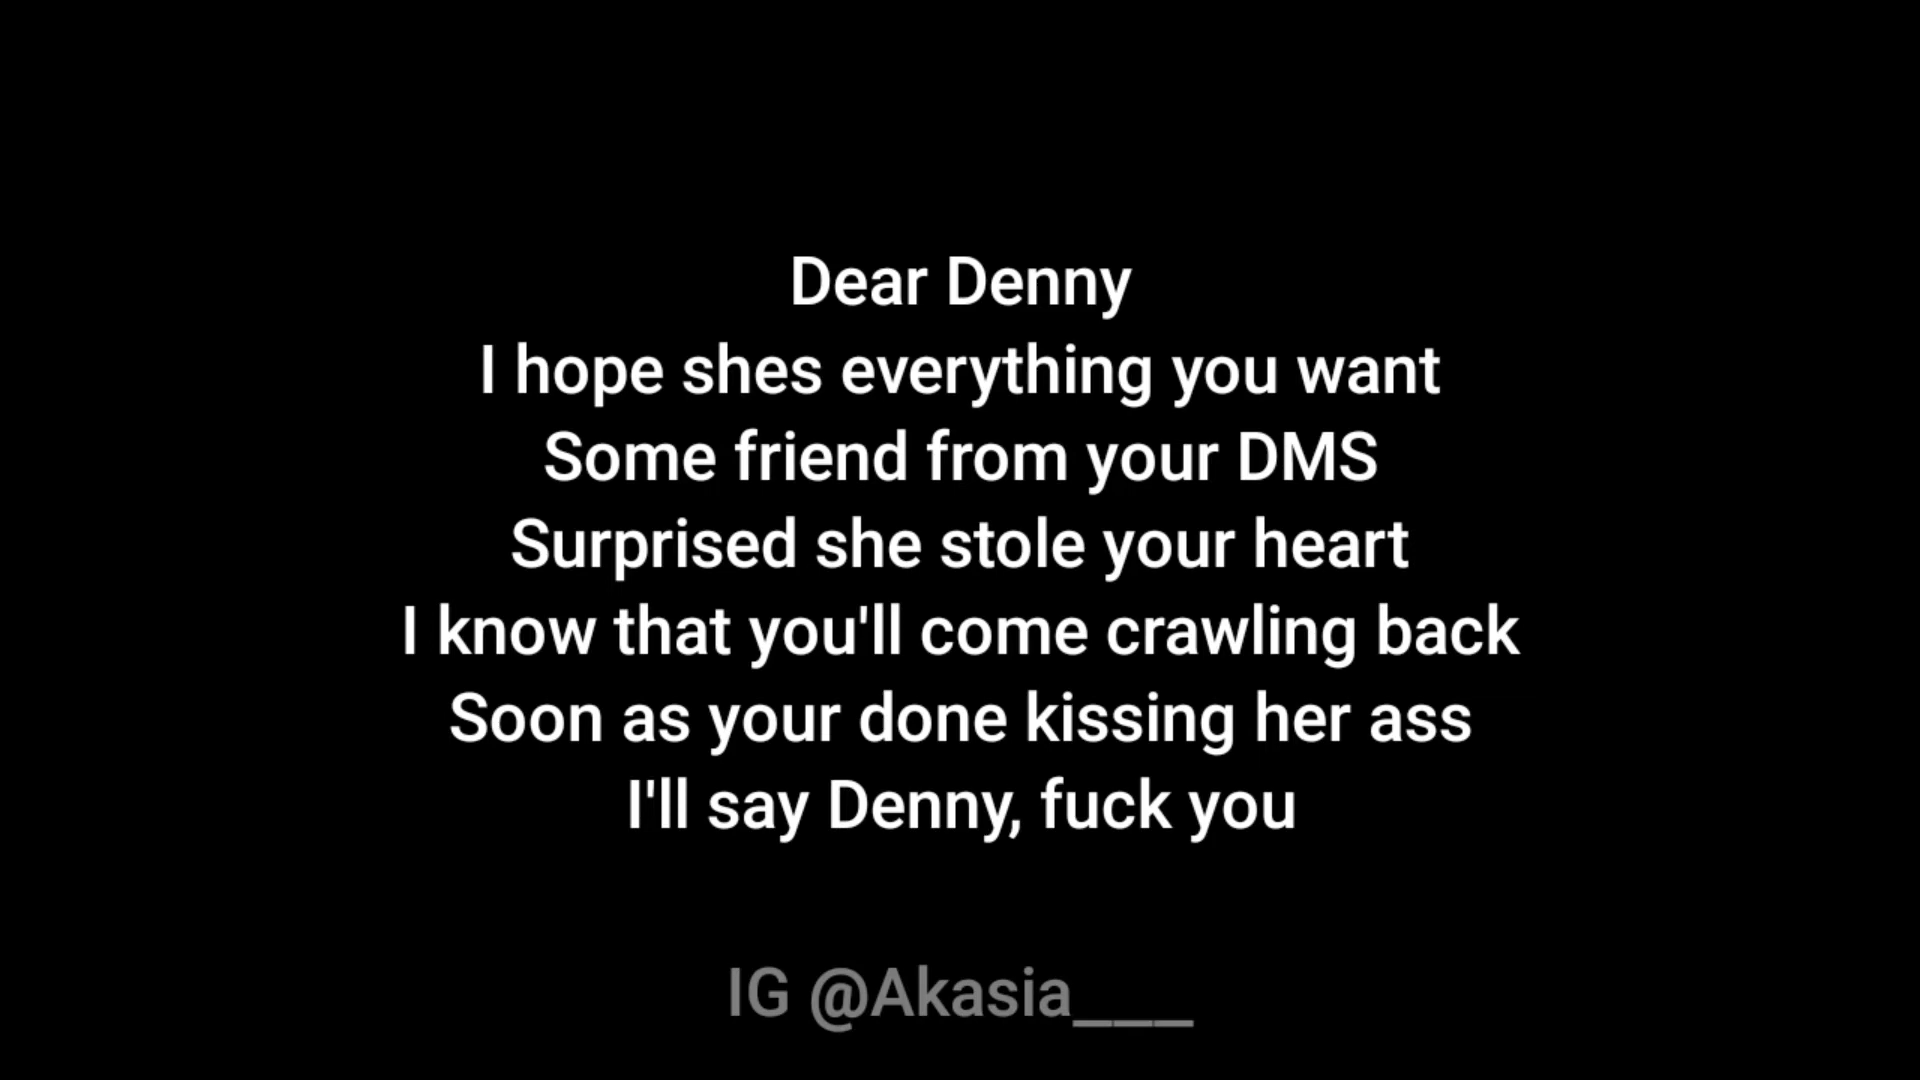 Dear Denny
I hope shes everything you want
Some friend from your DMS
Surprised she stole your heart
I know that you'll come crawling back
Soon as your done kissing her ass
I'll say Denny, fuck you
IG @Akasia___